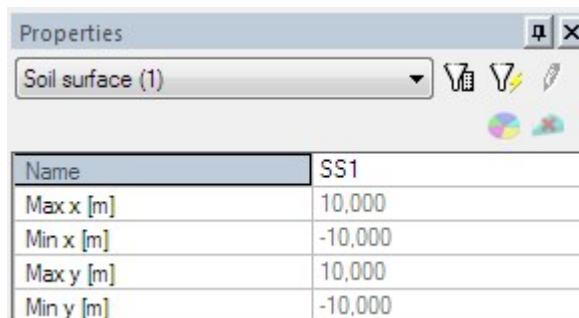 Properties
Soil surface (1)
Name SS1
Max x [m] 10,000
Min x [m] -10,000
Max y [m] 10,000
Min y [m] -10,000